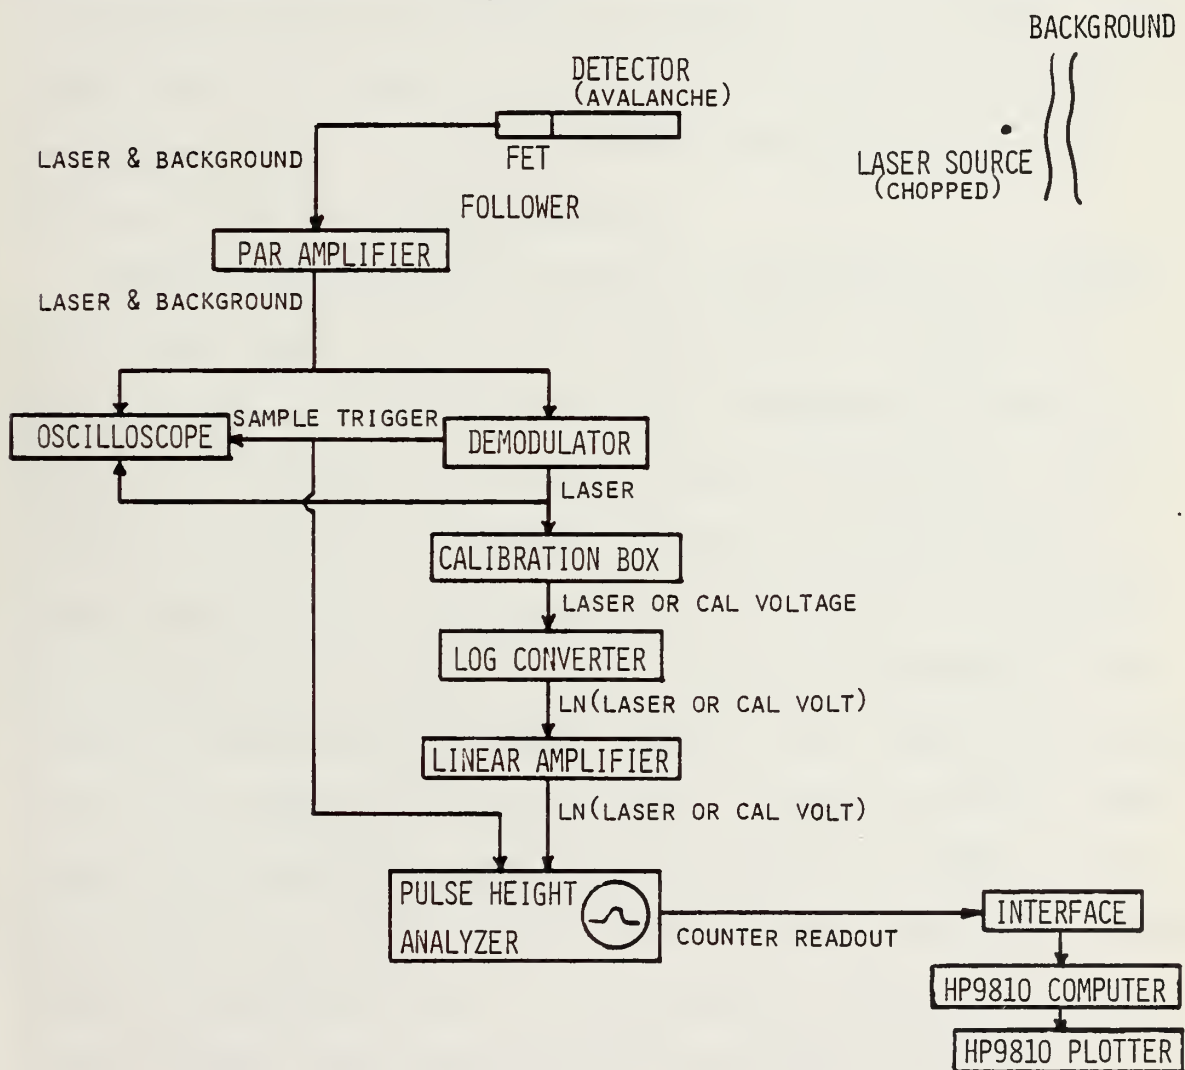 BACKGROUND
DETECTOR
(AVALANCHE)
LASER & BACKGROUND
FET
FOLLOWER
LASER SOURCE
(CHOPPED)
PAR AMPLIFIER
LASER & BACKGROUND
OSCILLOSCOPE
SAMPLE TRIGGER
DEMODULATOR
LASER
CALIBRATION BOX
LASER OR CAL VOLTAGE
LOG CONVERTER
LN(LASER OR CAL VOLT)
LINEAR AMPLIFIER
LN(LASER OR CAL VOLT)
PULSE HEIGHT
ANALYZER
COUNTER READOUT
INTERFACE
HP9810 COMPUTER
HP9810 PLOTTER